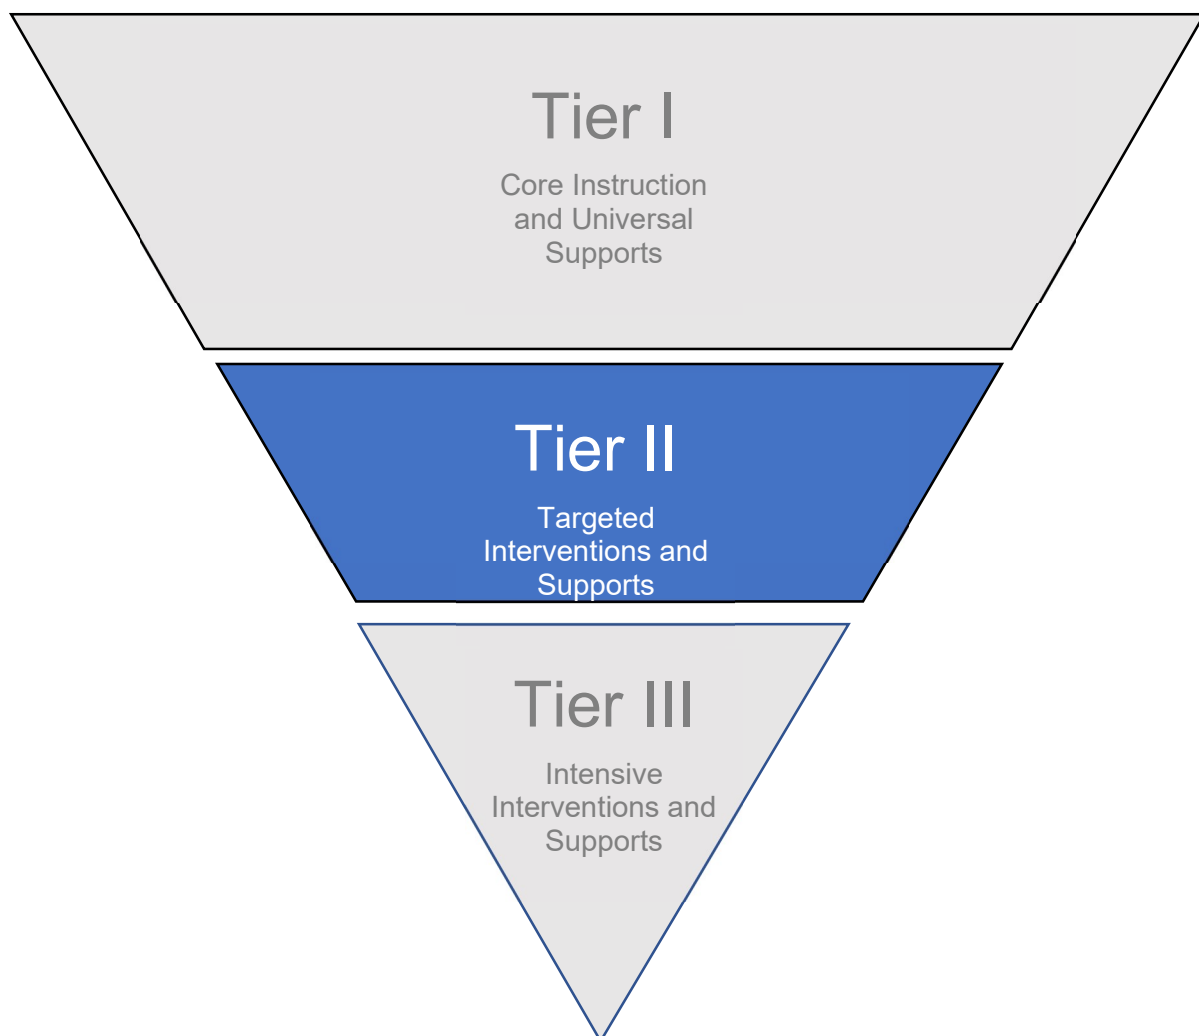 Tier I
Core Instruction
and Universal
Supports
Tier II
Targeted
Interventions and
Supports
Tier III
Intensive
Interventions and
Supports